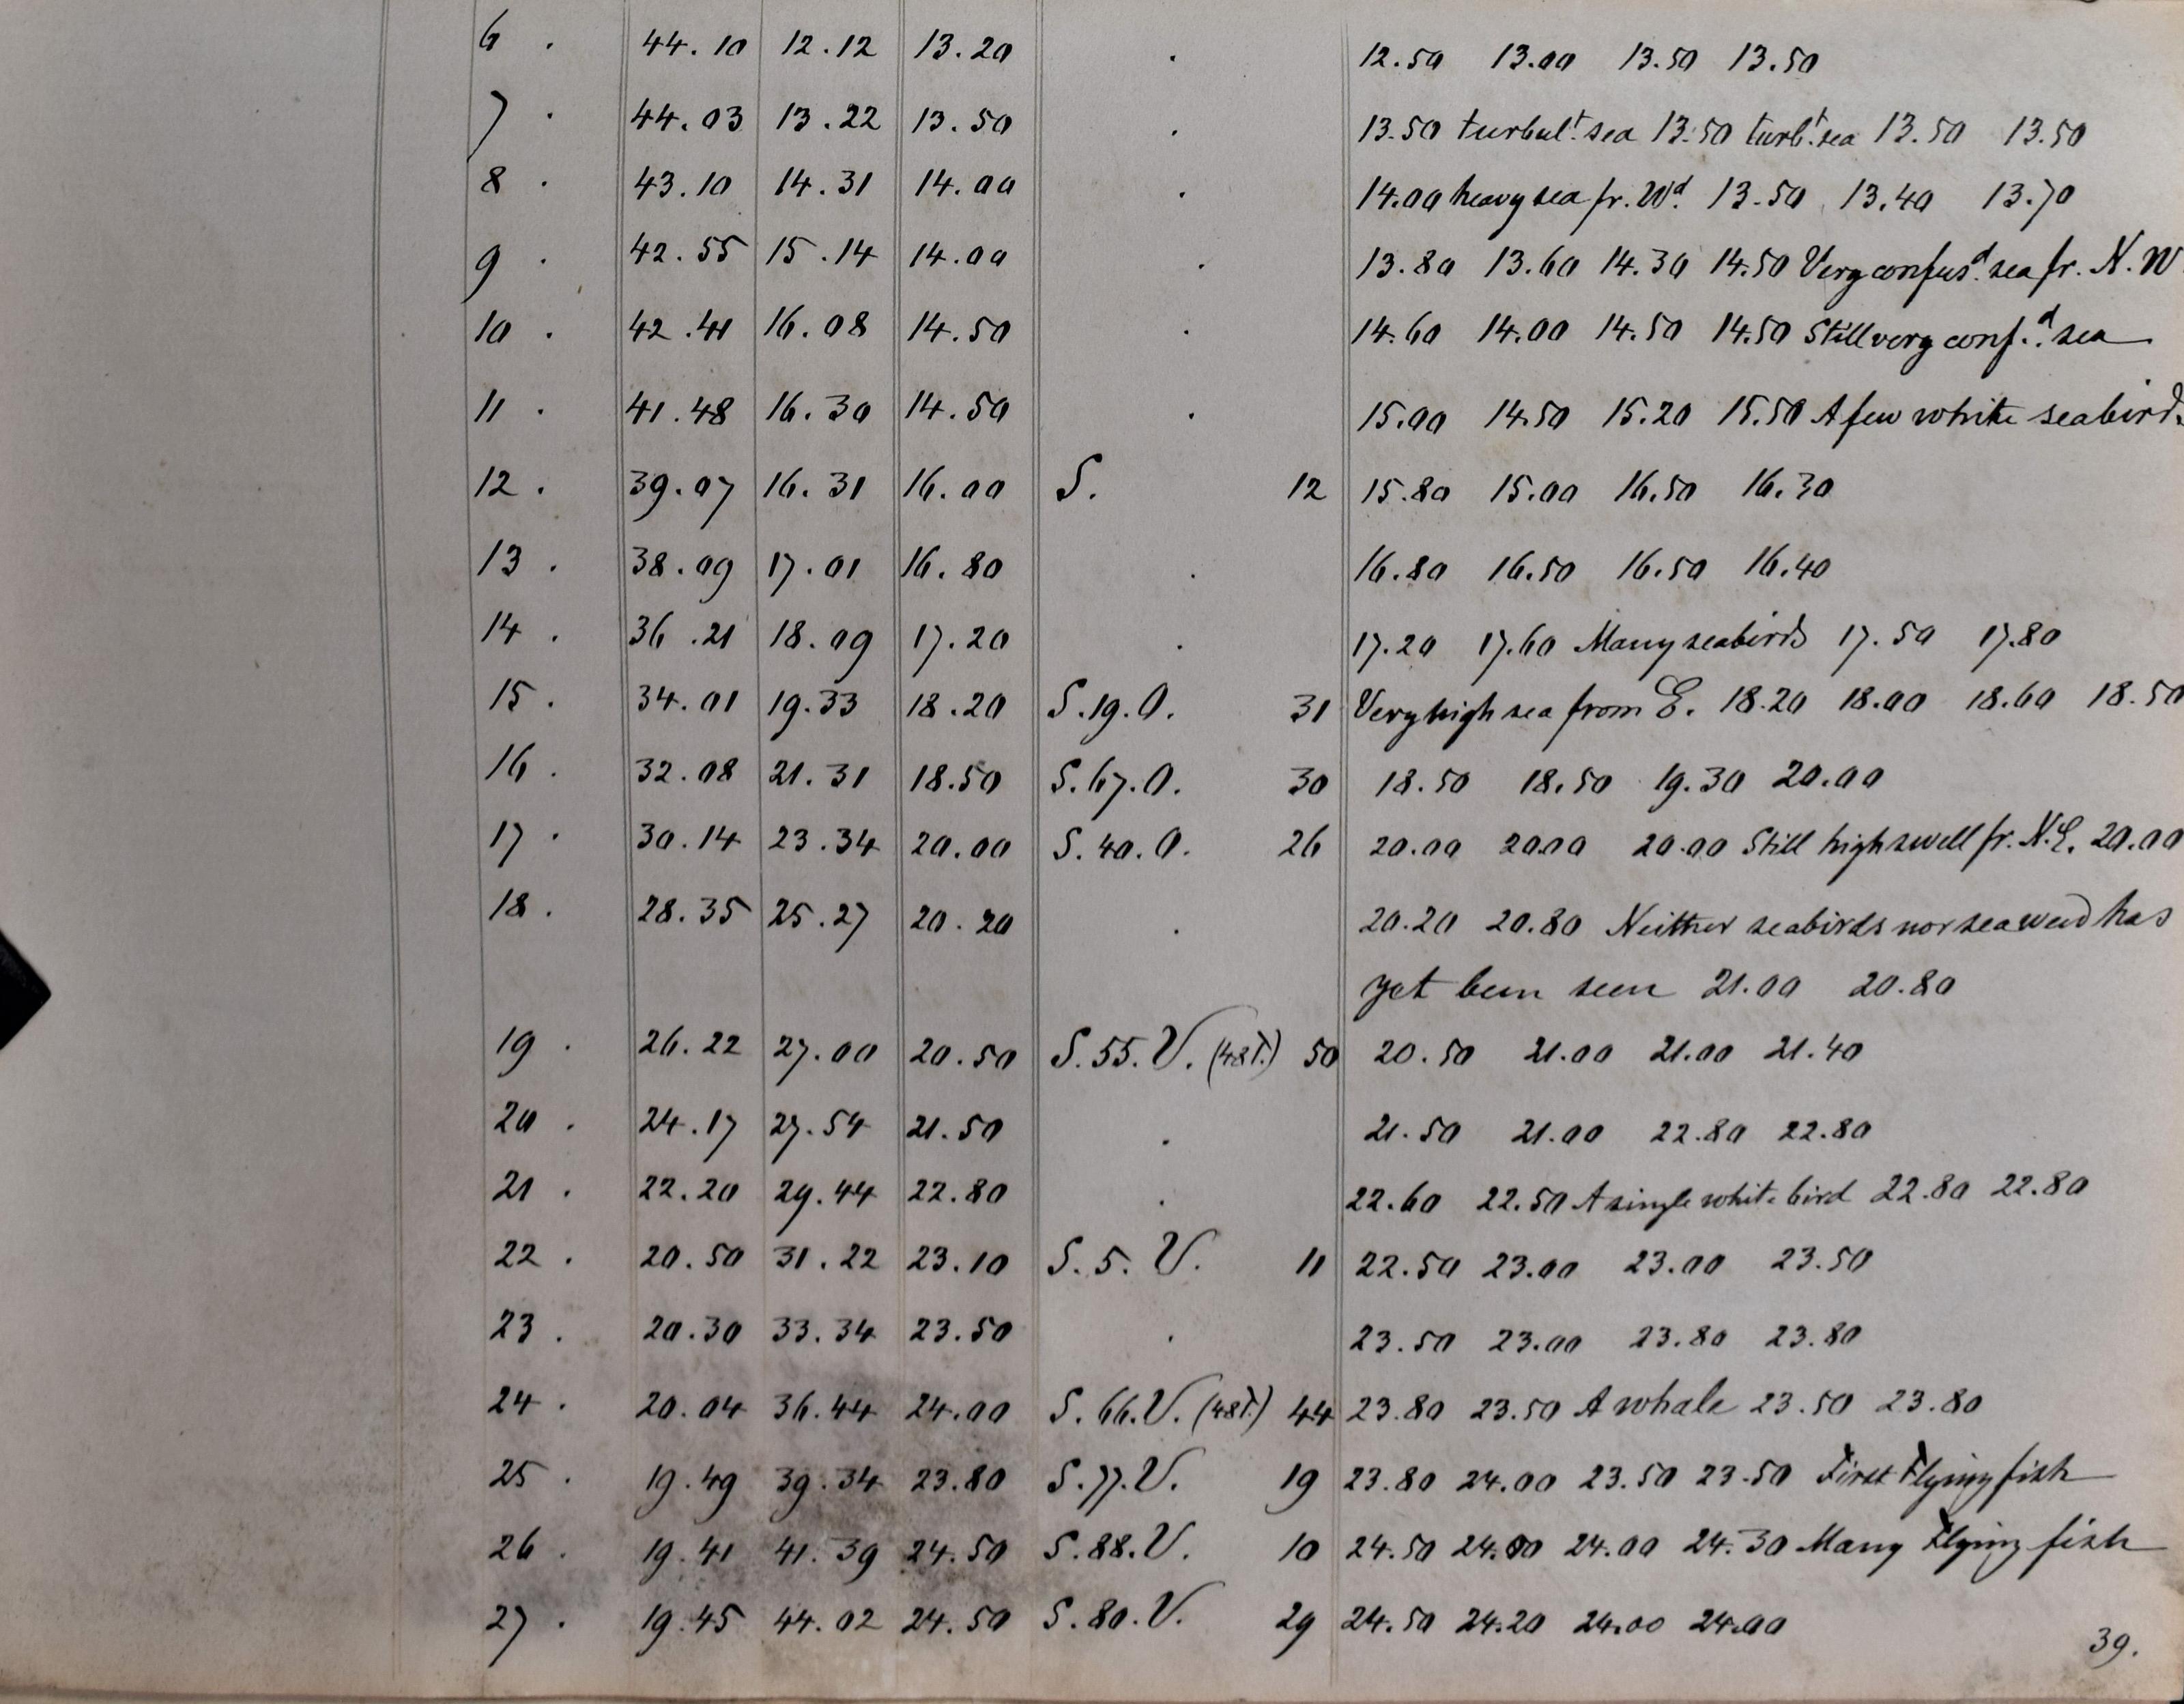 6 . 44.10 12.12 13.20 . 12.50 13.00 13.50 13.50
7 . 44.03 13.22 13.50 . 13.50 turbul.t sea 13.50 turb.t sea 13.50 13.50
8 . 43.10 14.31 14.00 . 14.00 heavy sea fr. W.d 13.50 13.40 13.70
9 . 42.55 15.14 14.00 . 13.80 13.60 14.30 14.50 Very confus.d sea fr. N. W
10 . 42.41 16.08 14.50 . 14.60 14.00 14.50 14.50 Still very conf.d sea
11 . 41.48 16.30 14.50 . 15.00 14.50 15.20 15.50 A few white seabirds
12 . 39.07 16.31 16.00 S. 12 15.80 15.00 16.50 16.30
13 . 38.09 17.01 16.80 . 16.80 16.50 16.50 16.40
14 . 36.21 18.09 17.20 . 17.20 17.60 Many seabirds 17.50 17.80
15 . 34.01 19.33 18.20 S.19.O. 31 Very high sea from E. 18.20 18.00 18.60 18.50
16 . 32.08 21.31 18.50 S.67.O. 30 18.50 18.50 19.30 20.00
17 . 30.14 23.34 20.00 S.40.O. 26 20.00 20.00 20.00 Still high swell fr. N.E. 20.00
18 . 28.35 25.27 20.20 . 20.20 20.80 Neither seabirds nor seaweed has
yet been seen 21.00 20.80
19 . 26.22 27.00 20.50 S.55.V. (48T.) 50 20.50 21.00 21.00 21.40
20 . 24.17 27.54 21.50 . 21.50 21.00 22.80 22.80
21 . 22.20 29.44 22.80 . 22.60 22.50 A single white bird 22.80 22.80
22 . 20.50 31.22 23.10 S.5.V. 11 22.50 23.00 23.00 23.50
23 . 20.30 33.34 23.50 . 23.50 23.00 23.80 23.80
24 . 20.04 36.44 24.00 S.66.V. (48T.) 44 23.80 23.50 A whale 23.50 23.80
25 . 19.49 39.34 23.80 S.77.V. 19 23.80 24.00 23.50 23.50 First Flying fish
26 . 19.41 41.39 24.50 S.88.V. 10 24.50 24.00 24.00 24.30 Many Flying fish
27 . 19.45 44.02 24.50 S.80.V. 29 24.50 24.20 24.00 24.00
39.